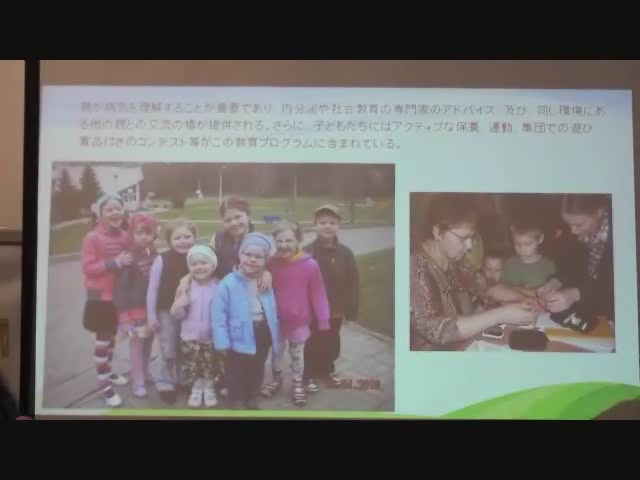 親が病気を理解することが重要であり、内分泌や社会教育の専門家のアドバイス、及び、同じ環境にあ
る他の親との交流の場が提供される。さらに、子どもたちにはアクティブな保養、運動、集団での遊び、
賞品付きのコンテスト等がこの教育プログラムに含まれている。